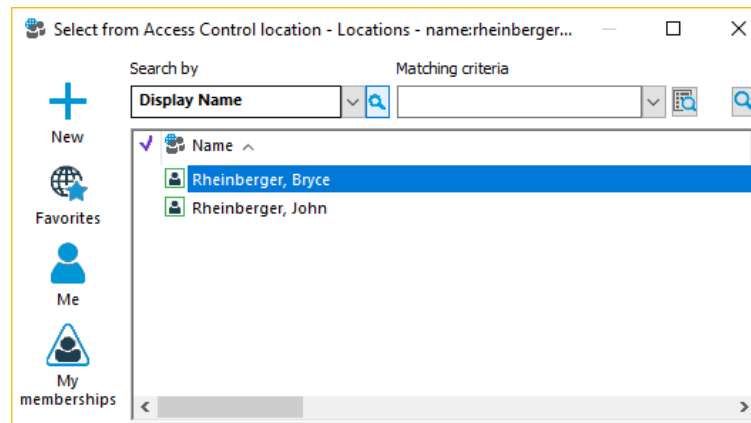 Select from Access Control location - Locations - name:rheinberger...
Search by
Matching criteria
Display Name
New
Name
Rheinberger, Bryce
Favorites
Rheinberger, John
Me
My
memberships